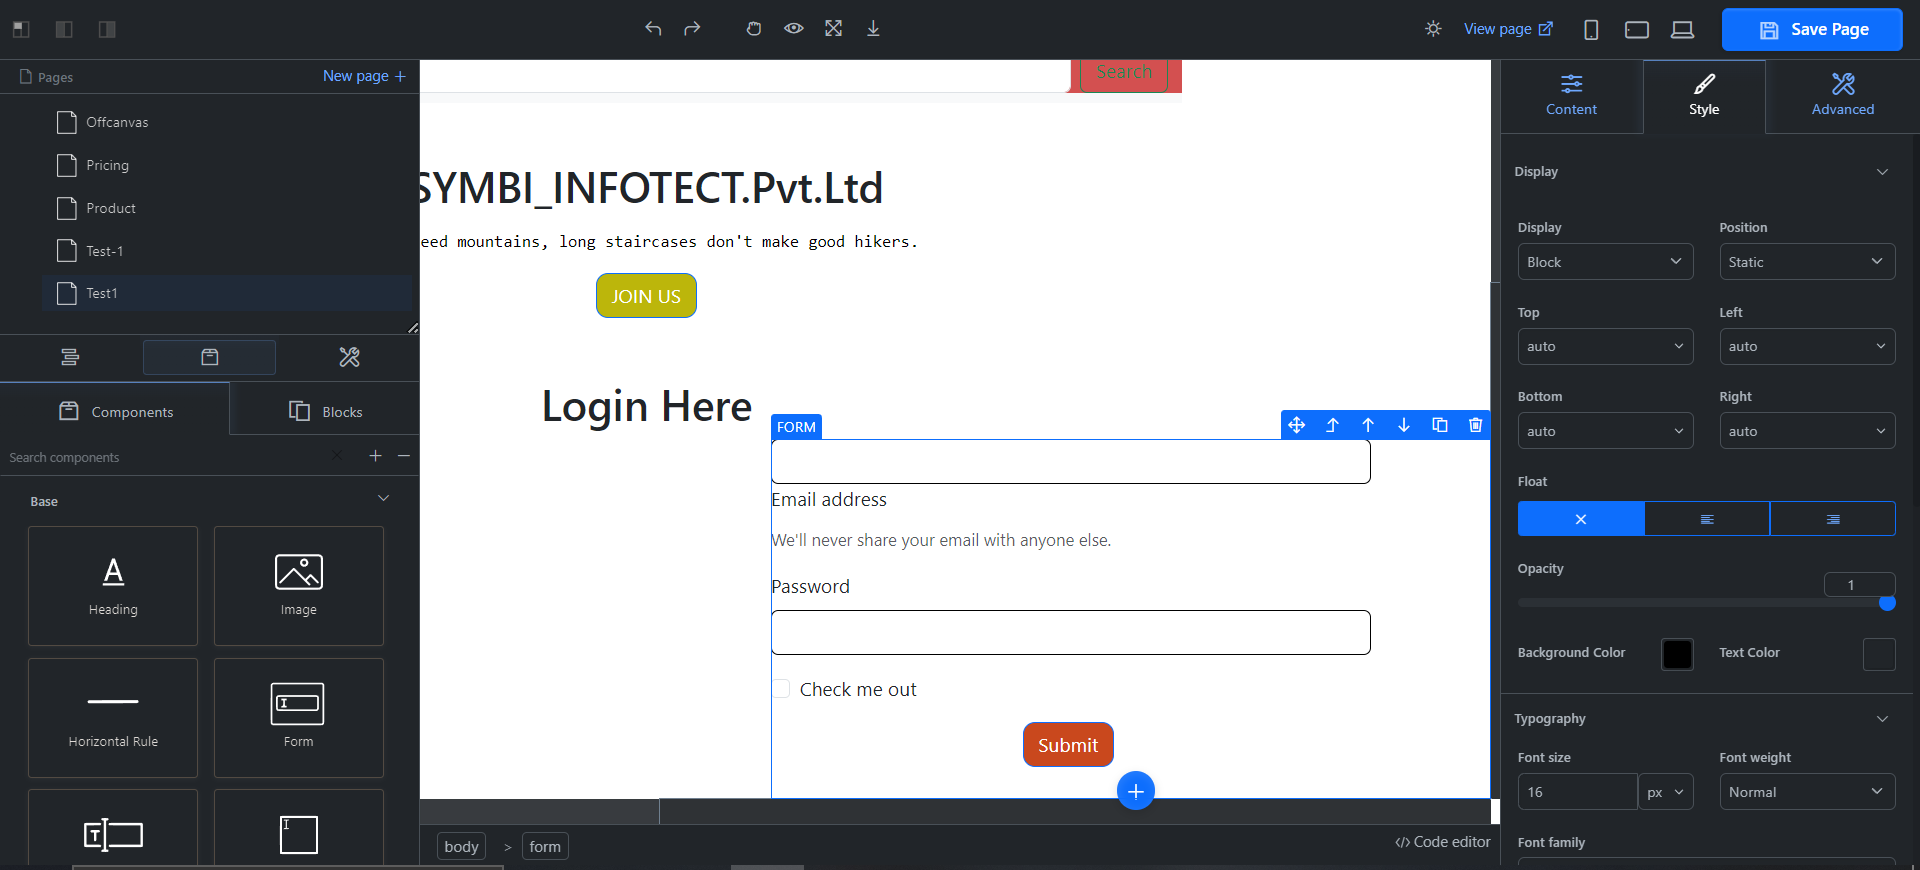 View page
Save Page
Pages
New page +
Offcanvas
Pricing
Product
Test-1
Test1
Components
Blocks
Search components
Base
Heading
Image
Horizontal Rule
Form
Search
SYMBI_INFOTECT.Pvt.Ltd
eed mountains, long staircases don't make good hikers.
JOIN US
Login Here
FORM
Email address
We'll never share your email with anyone else.
Password
Check me out
Submit
body > form
</> Code editor
Content
Style
Advanced
Display
Display
Position
Block
Static
Top
Left
auto
auto
Bottom
Right
auto
auto
Float
Opacity
1
Background Color
Text Color
Typography
Font size
Font weight
16
px
Normal
Font family